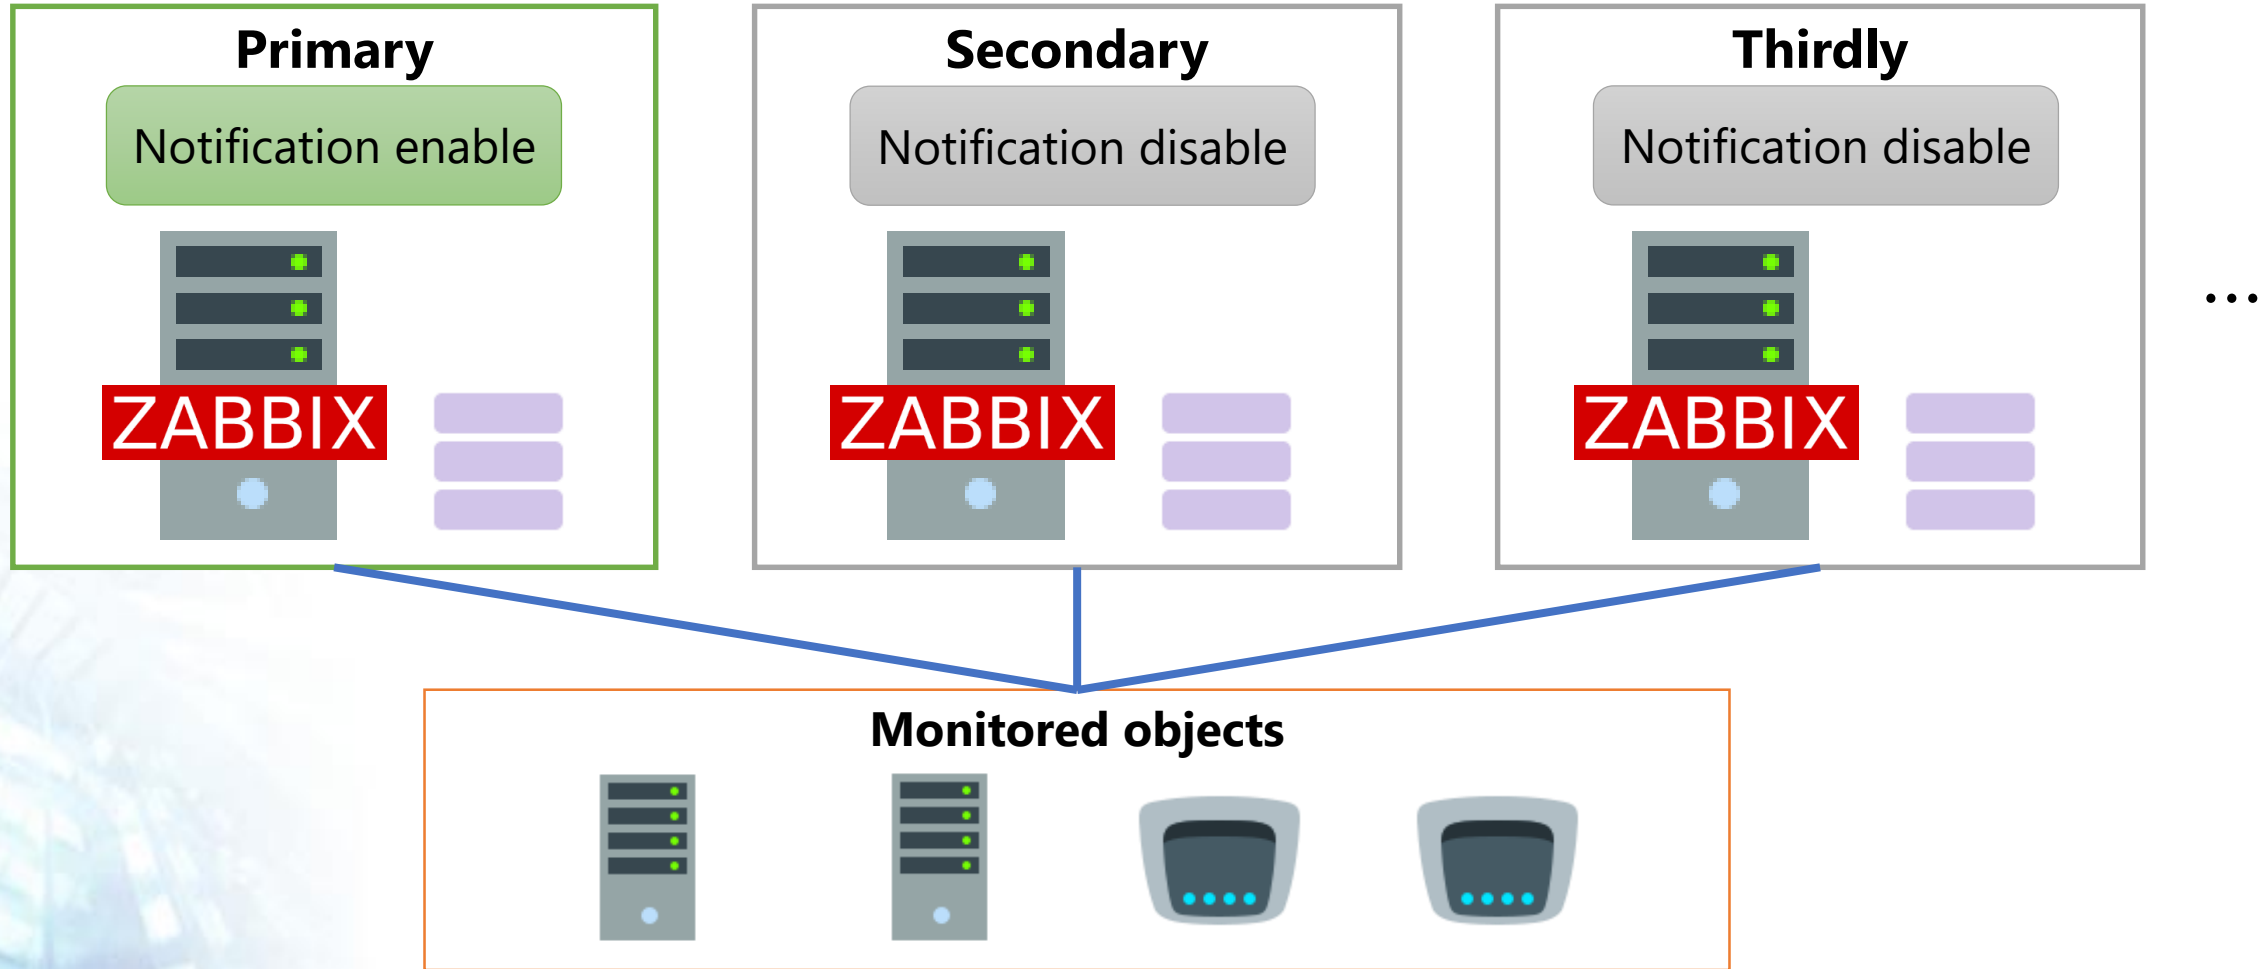 Primary
Notification enable
ZABBIX
Secondary
Notification disable
ZABBIX
Thirdly
Notification disable
ZABBIX
...
Monitored objects